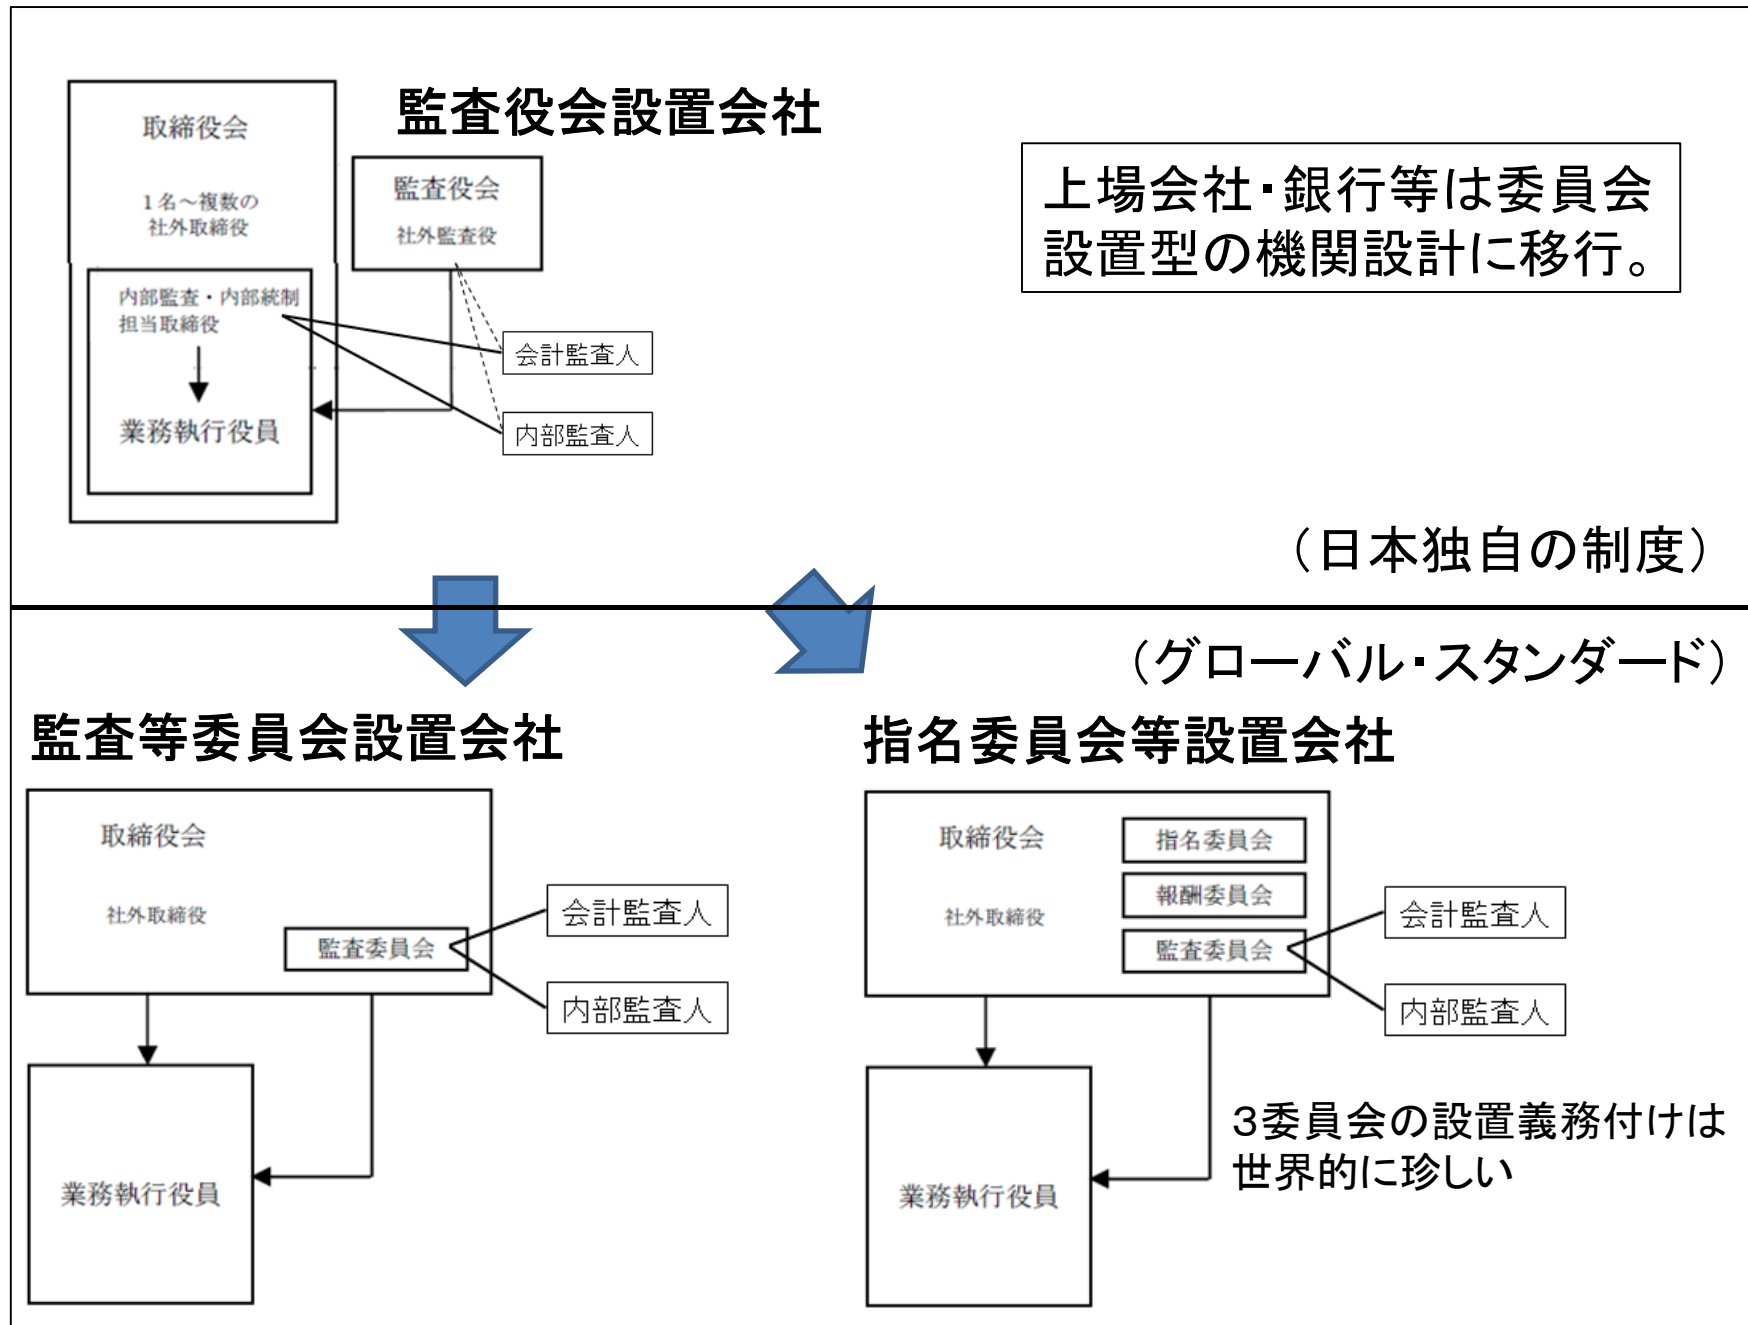 監査役会設置会社
取締役会
1名～複数の
社外取締役
内部監査・内部統制
担当取締役
業務執行役員
監査役会
社外監査役
会計監査人
内部監査人
上場会社・銀行等は委員会
設置型の機関設計に移行。
（日本独自の制度）
（グローバル・スタンダード）
監査等委員会設置会社
取締役会
社外取締役
監査委員会
会計監査人
内部監査人
業務執行役員
指名委員会等設置会社
取締役会
社外取締役
指名委員会
報酬委員会
監査委員会
会計監査人
内部監査人
業務執行役員
３委員会の設置義務付けは
世界的に珍しい